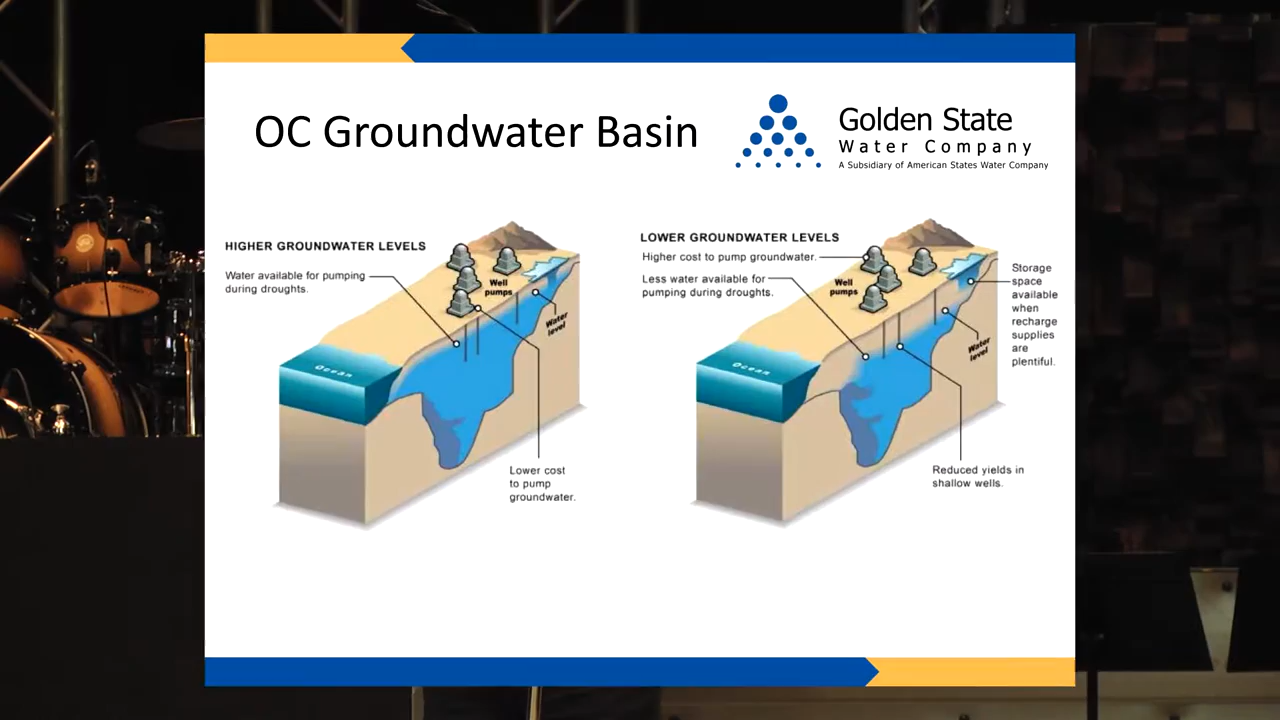 OC Groundwater Basin
Golden State
Water Company
A Subsidiary of American States Water Company
HIGHER GROUNDWATER LEVELS
Water available for pumping
during droughts.
Well
pumps
Water
level
Ocean
Lower cost
to pump
groundwater.
LOWER GROUNDWATER LEVELS
Higher cost to pump groundwater.
Less water available for
pumping during droughts.
Well
pumps
Storage
space
available
when
recharge
supplies
are
plentiful.
Water
level
Ocean
Reduced yields in
shallow wells.